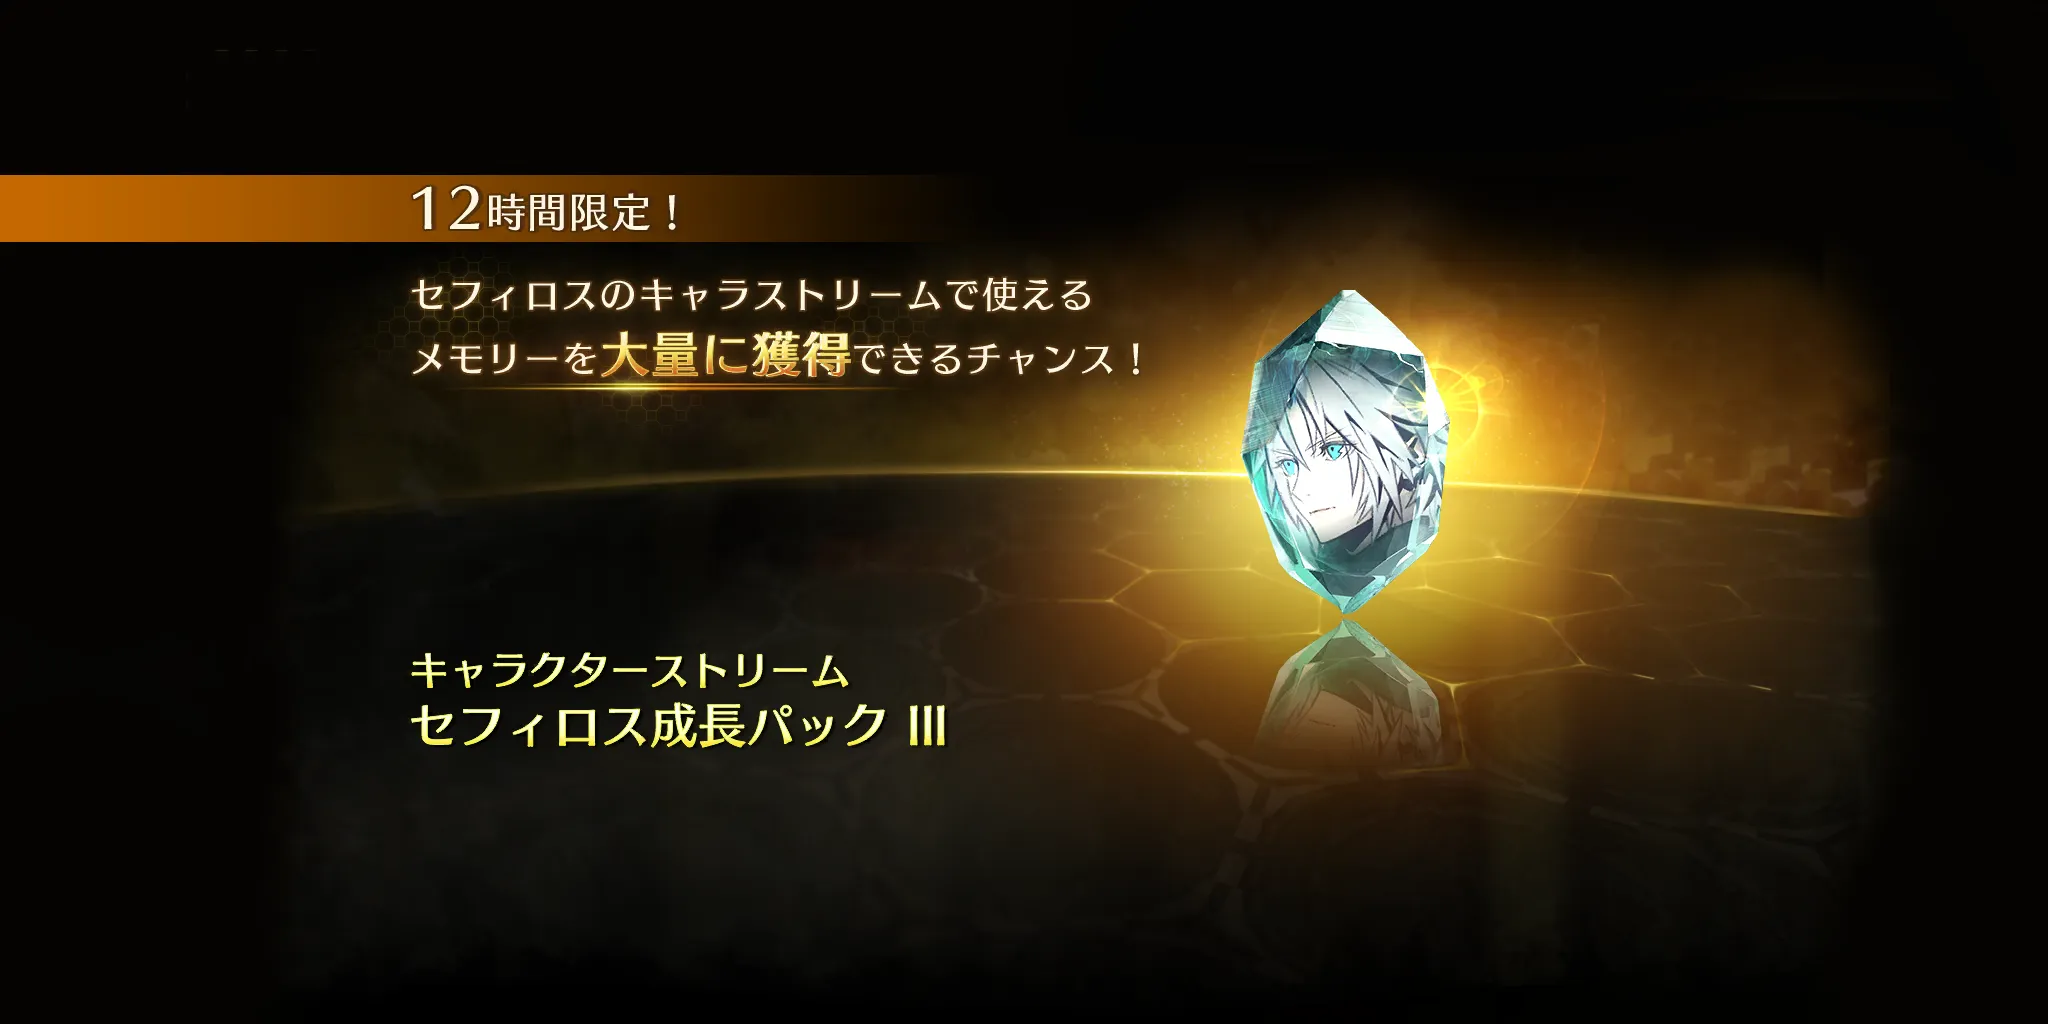 12時間限定！
セフィロスのキャラストリームで使える
メモリーを大量に獲得できるチャンス！
キャラクターストリーム
セフィロス成長パック Ⅲ